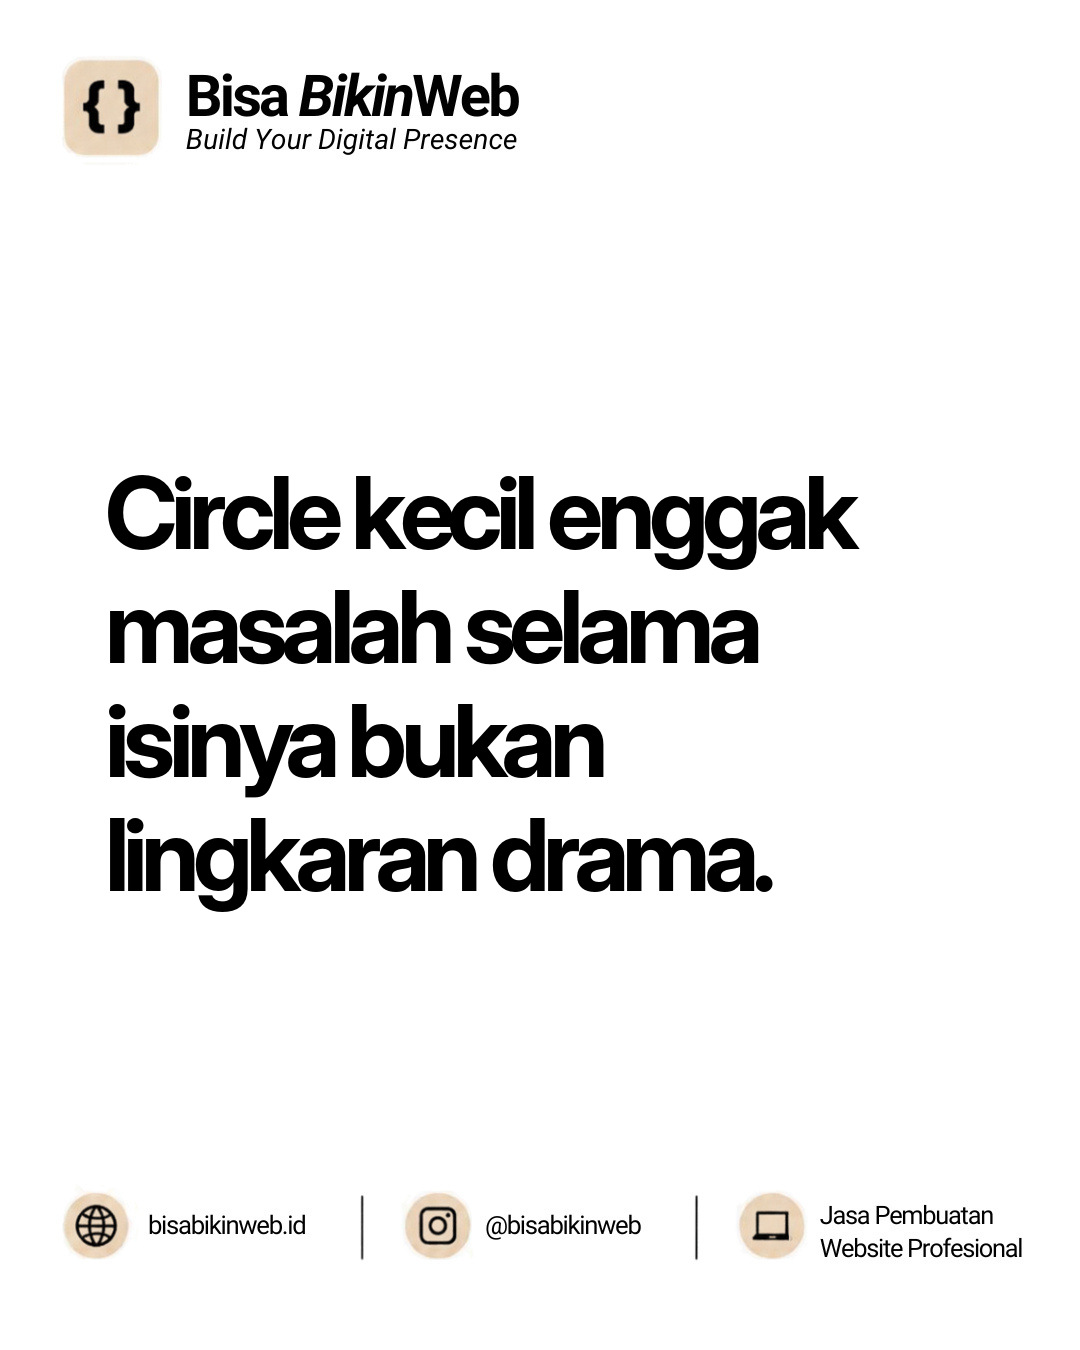 { }
Bisa BikinWeb
Build Your Digital Presence
Circle kecil enggak
masalah selama
isinya bukan
lingkaran drama.
bisabikinweb.id
@bisabikinweb
Jasa Pembuatan
Website Profesional